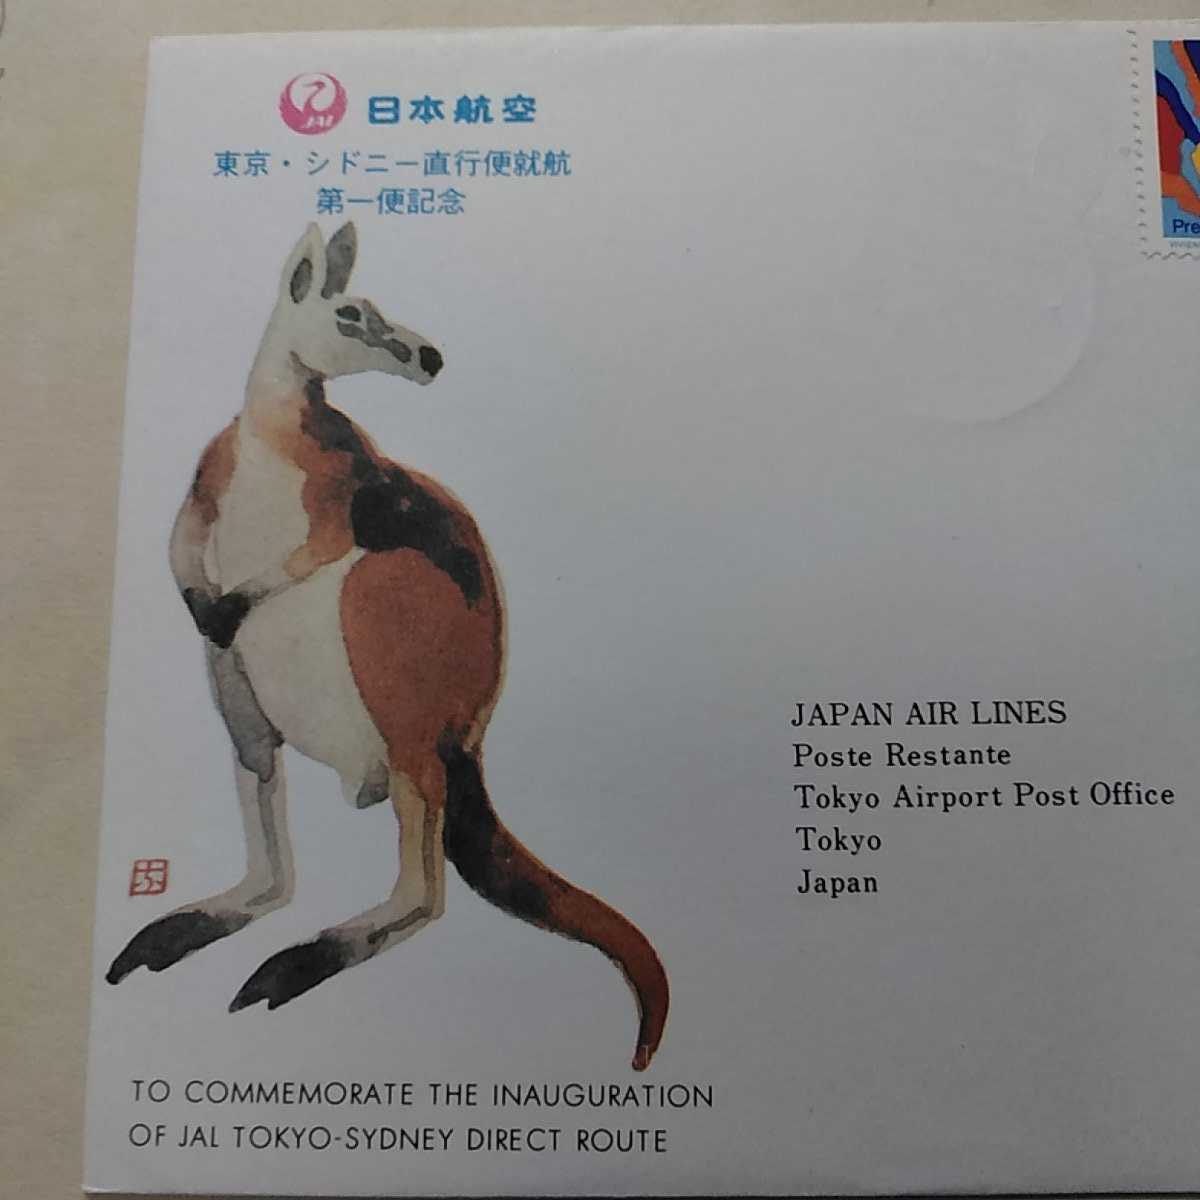 JAL 日本航空
東京・シドニー直行便就航
第一便記念
Pre
JAPAN AIR LINES
Poste Restante
Tokyo Airport Post Office
Tokyo
Japan
TO COMMEMORATE THE INAUGURATION
OF JAL TOKYO-SYDNEY DIRECT ROUTE